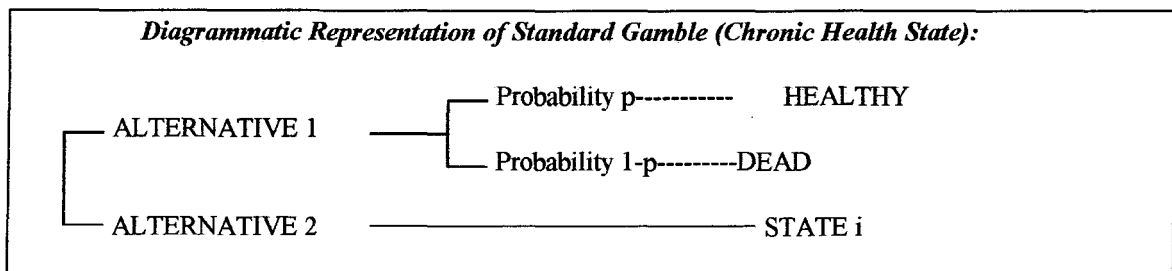 Diagrammatic Representation of Standard Gamble (Chronic Health State):
Probability p----------- HEALTHY
ALTERNATIVE 1
Probability 1-p---------DEAD
ALTERNATIVE 2 STATE i